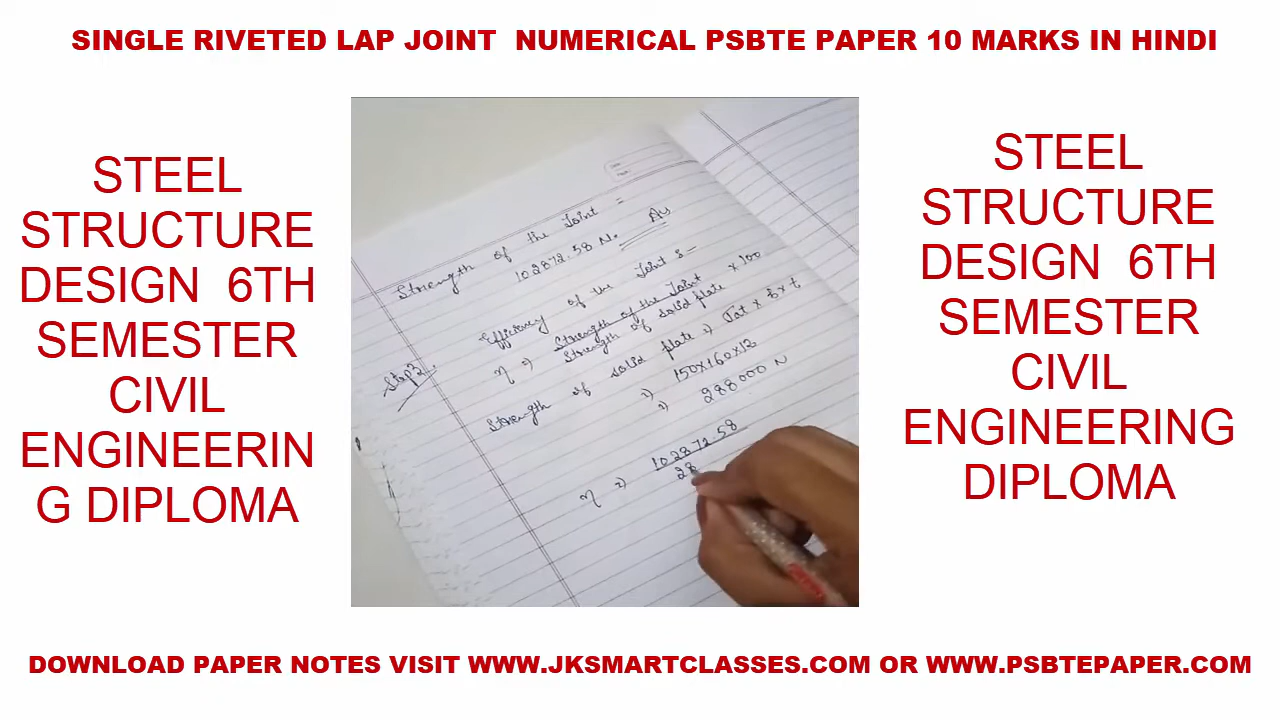 SINGLE RIVETED LAP JOINT NUMERICAL PSBTE PAPER 10 MARKS IN HINDI
STEEL
STRUCTURE
DESIGN 6TH
SEMESTER
CIVIL
ENGINEERIN
G DIPLOMA
Strength of the Joint =
102872.58 N. Ans
Step 3
Efficiency of the Joint :-
η ⇒ Strength of the Joint × 100
Strength of solid plate
Strength of solid plate ⇒ σat × b × t
⇒ 150×160×12
⇒ 288000 N
η ⇒ 102872.58
28
STEEL
STRUCTURE
DESIGN 6TH
SEMESTER
CIVIL
ENGINEERING
DIPLOMA
DOWNLOAD PAPER NOTES VISIT WWW.JKSMARTCLASSES.COM OR WWW.PSBTEPAPER.COM